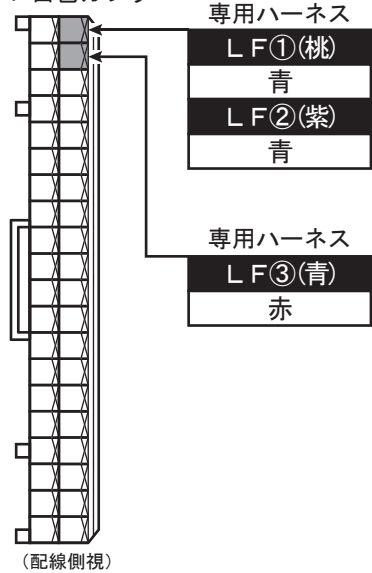 専用ハーネス
ＬＦ①(桃)
青
ＬＦ②(紫)
青
専用ハーネス
ＬＦ③(青)
赤
(配線側視)